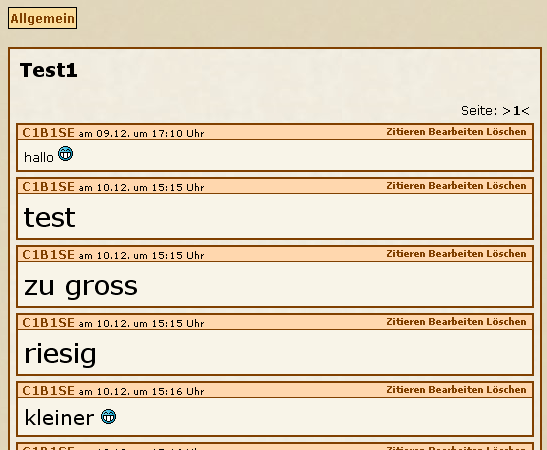 Allgemein
Test1
Seite: >1<
C1B1SE am 09.12. um 17:10 Uhr Zitieren Bearbeiten Löschen
hallo
C1B1SE am 10.12. um 15:15 Uhr Zitieren Bearbeiten Löschen
test
C1B1SE am 10.12. um 15:15 Uhr Zitieren Bearbeiten Löschen
zu gross
C1B1SE am 10.12. um 15:15 Uhr Zitieren Bearbeiten Löschen
riesig
C1B1SE am 10.12. um 15:16 Uhr Zitieren Bearbeiten Löschen
kleiner